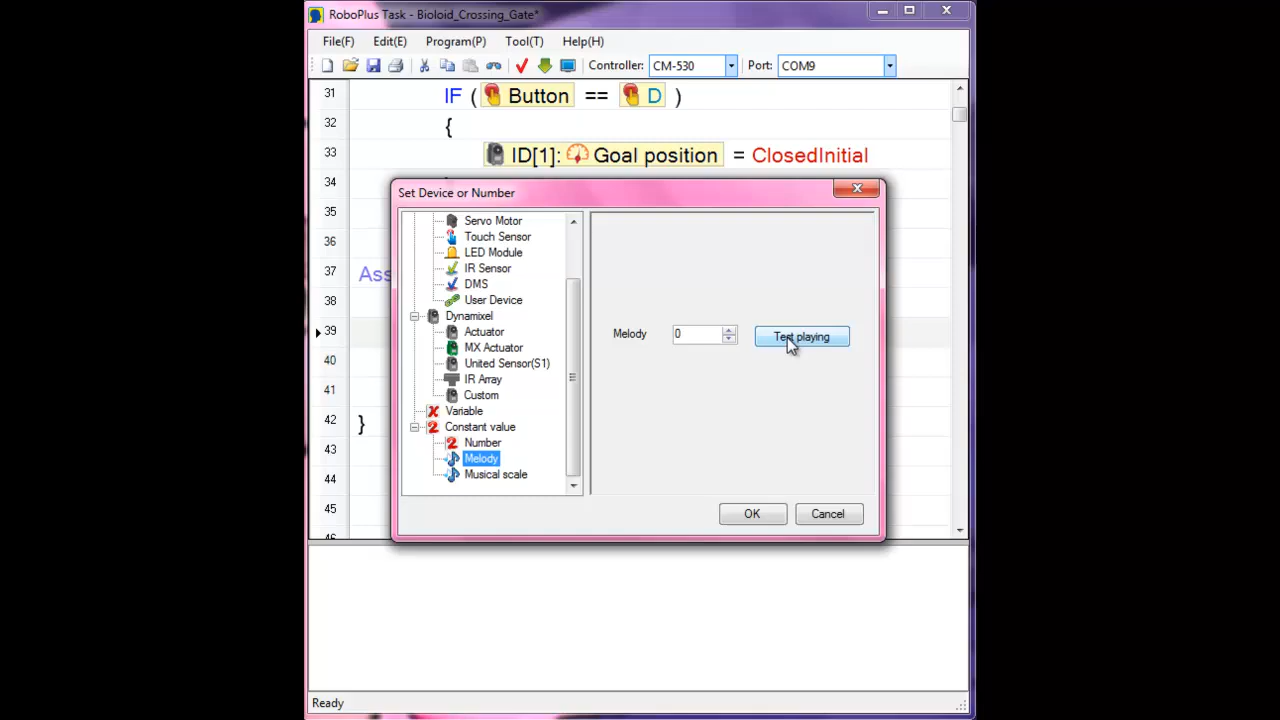 RoboPlus Task - Bioloid_Crossing_Gate*
File(F) Edit(E) Program(P) Tool(T) Help(H)
Controller: CM-530 Port: COM9
31 IF ( Button == D )
32 {
33 ID[1]: Goal position = ClosedInitial
34
Set Device or Number
35
36
37 Ass
38
39
40
41
42 }
43
44
45
Servo Motor
Touch Sensor
LED Module
IR Sensor
DMS
User Device
Dynamixel
Actuator
MX Actuator
United Sensor(S1)
IR Array
Custom
Variable
Constant value
2 Number
Melody
Musical scale
Melody 0 Test playing
OK Cancel
Ready